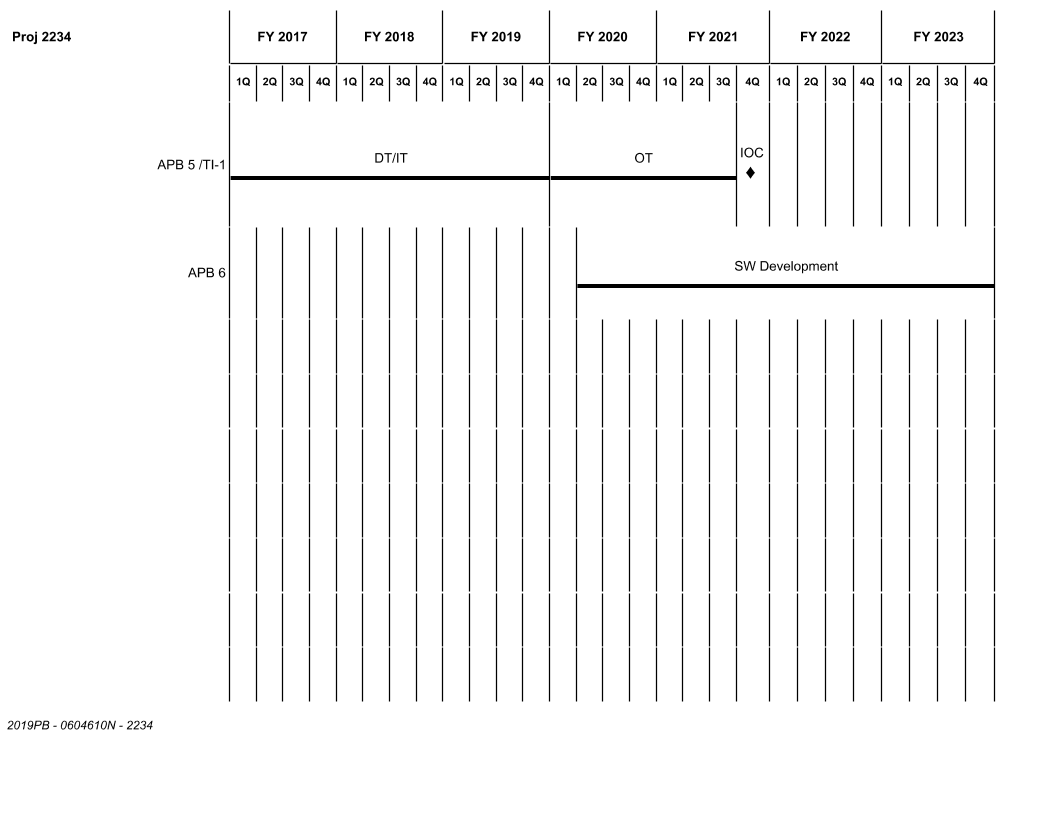 Proj 2234 FY 2017 FY 2018 FY 2019 FY 2020 FY 2021 FY 2022 FY 2023
1Q 2Q 3Q 4Q 1Q 2Q 3Q 4Q 1Q 2Q 3Q 4Q 1Q 2Q 3Q 4Q 1Q 2Q 3Q 4Q 1Q 2Q 3Q 4Q 1Q 2Q 3Q 4Q
APB 5 /TI-1 DT/IT OT IOC
APB 6 SW Development
2019PB - 0604610N - 2234